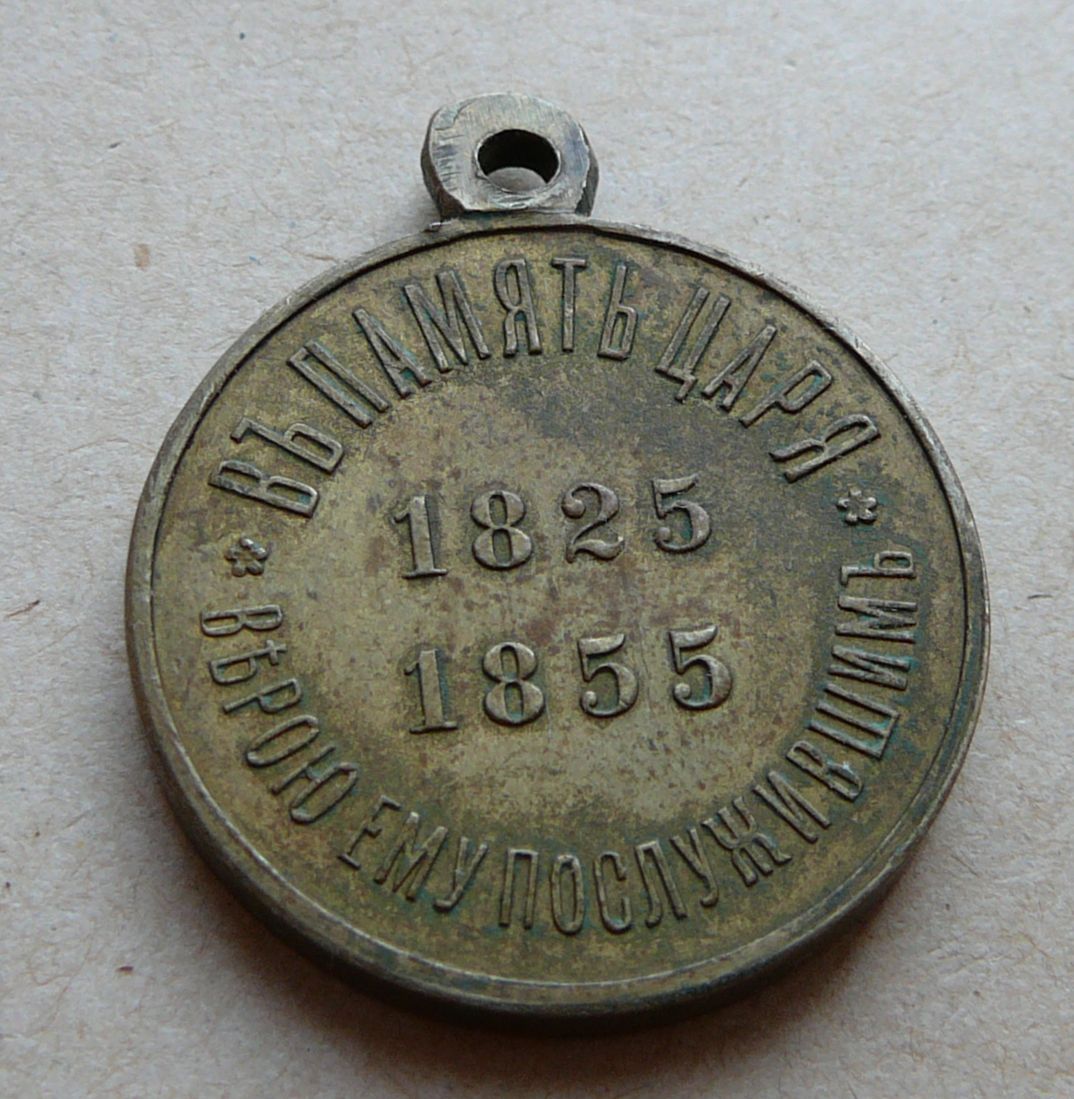 ВЪ ПАМЯТЬ ЦАРЯ
1825
1855
ВѢРОЮ ЕМУ ПОСЛУЖИВШИМЪ